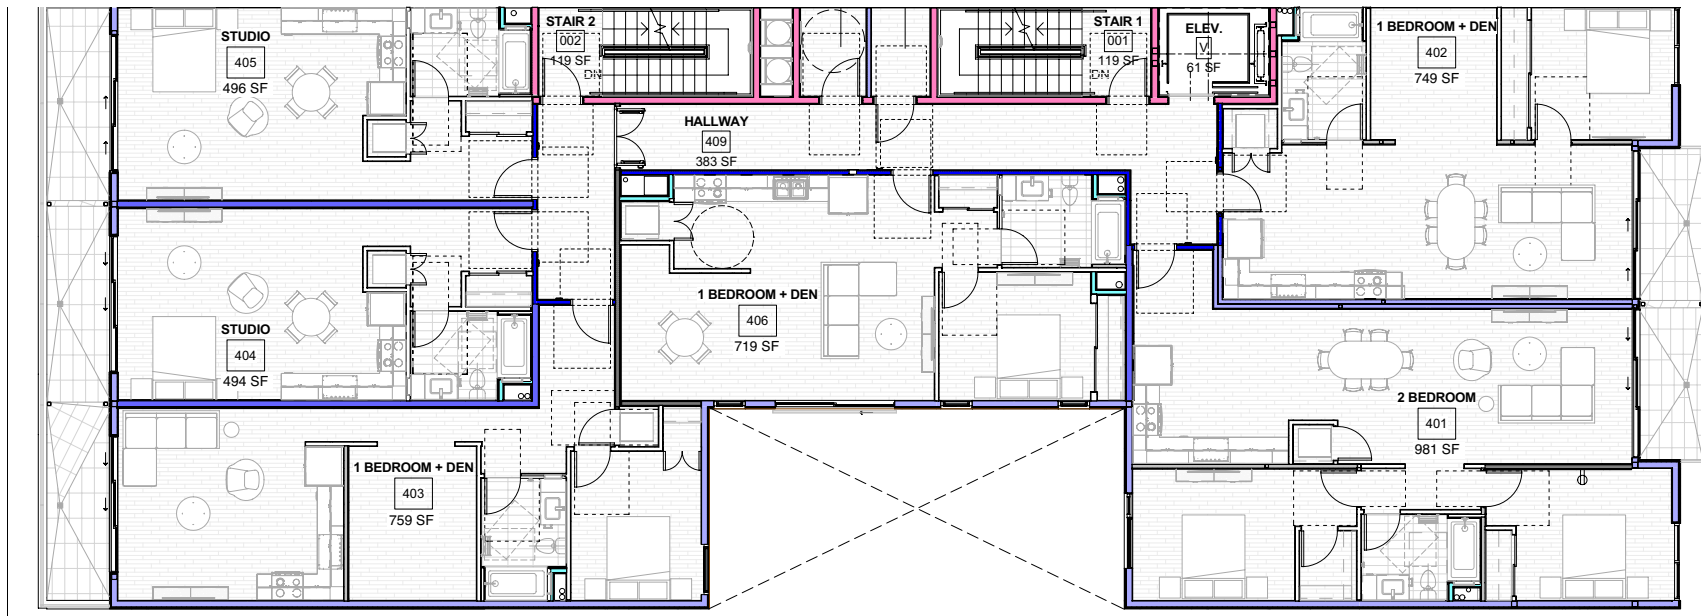 STUDIO
405
496 SF
STAIR 2
002
119 SF
DN
STAIR 1
001
119 SF
DN
ELEV.
V
61 SF
1 BEDROOM + DEN
402
749 SF
HALLWAY
409
383 SF
STUDIO
404
494 SF
1 BEDROOM + DEN
406
719 SF
2 BEDROOM
401
981 SF
1 BEDROOM + DEN
403
759 SF